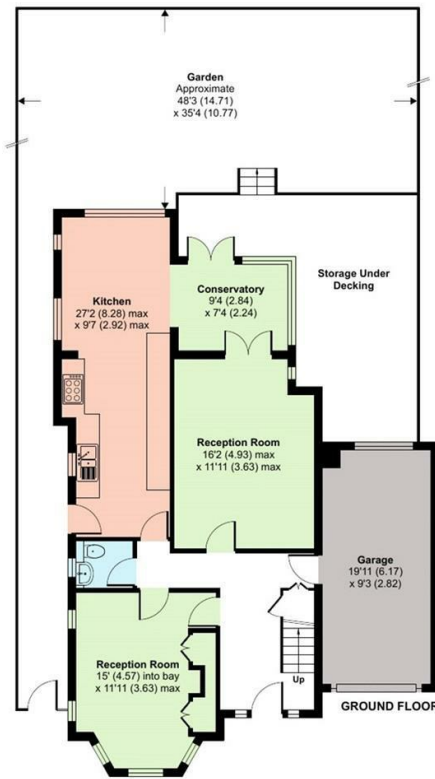 Garden
Approximate
48'3 (14.71)
x 35'4 (10.77)
Kitchen
27'2 (8.28) max
x 9'7 (2.92) max
Conservatory
9'4 (2.84)
x 7'4 (2.24)
Storage Under
Decking
Reception Room
16'2 (4.93) max
x 11'11 (3.63) max
Garage
19'11 (6.17)
x 9'3 (2.82)
Reception Room
15' (4.57) into bay
x 11'11 (3.63) max
Up
GROUND FLOOR